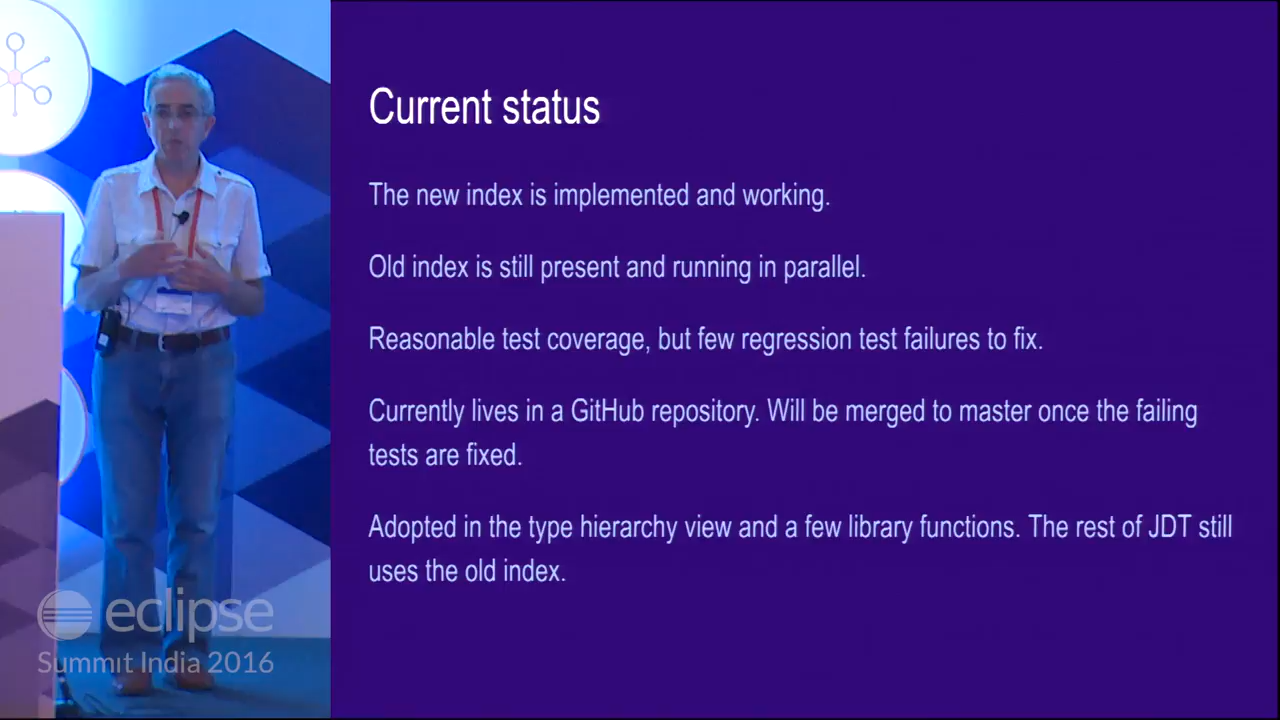 Current status
The new index is implemented and working.
Old index is still present and running in parallel.
Reasonable test coverage, but few regression test failures to fix.
Currently lives in a GitHub repository. Will be merged to master once the failing
tests are fixed.
Adopted in the type hierarchy view and a few library functions. The rest of JDT still
uses the old index.
eclipse
Summit India 2016